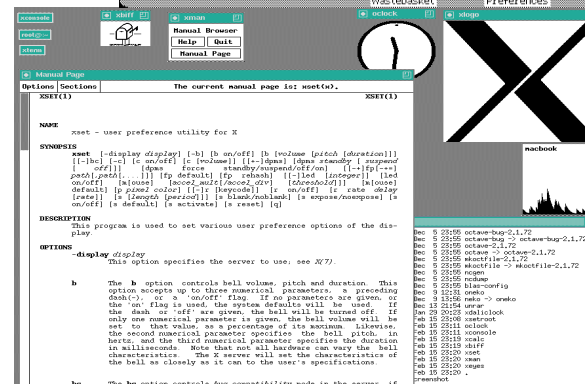 WasteBasket
Preferences
xconsole
root@:~
xterm
xbiff
xman
Manual Browser
Help Quit
Manual Page
oclock
xlogo
macbook
Manual Page
Options Sections The current manual page is: xset(x).
XSET(1) XSET(1)
NAME
xset - user preference utility for X
SYNOPSIS
xset [-display display] [-b] [b on/off] [b [volume [pitch [duration]]]
[[-]bc] [-c] [c on/off] [c [volume]] [[+-]dpms] [dpms standby [ suspend
[ off]]] [dpms force standby/suspend/off/on] [[-+]fp[-+=]
path[,path[,...]]] [fp default] [fp rehash] [[-]led [integer]] [led
on/off] [m[ouse] [accel_mult[/accel_div] [threshold]]] [m[ouse]
default] [p pixel color] [[-]r [keycode]] [r on/off] [r rate delay
[rate]] [s [length [period]]] [s blank/noblank] [s expose/noexpose] [s
on/off] [s default] [s activate] [s reset] [q]
DESCRIPTION
This program is used to set various user preference options of the dis-
play.
OPTIONS
-display display
This option specifies the server to use; see X(7).
b The b option controls bell volume, pitch and duration. This
option accepts up to three numerical parameters, a preceding
dash(-), or a 'on/off' flag. If no parameters are given, or
the 'on' flag is used, the system defaults will be used. If
the dash or 'off' are given, the bell will be turned off. If
only one numerical parameter is given, the bell volume will be
set to that value, as a percentage of its maximum. Likewise,
the second numerical parameter specifies the bell pitch, in
hertz, and the third numerical parameter specifies the duration
in milliseconds. Note that not all hardware can vary the bell
characteristics. The X server will set the characteristics of
the bell as closely as it can to the user's specifications.
bc The bc option controls bug compatibility mode in the server, if
Dec 5 23:55 octave-bug-2.1.72
Dec 5 23:55 octave-bug -> octave-bug-2.1.72
Dec 5 23:55 octave-2.1.72
Dec 5 23:55 octave -> octave-2.1.72
Dec 5 23:55 mkoctfile-2.1.72
Dec 5 23:55 mkoctfile -> mkoctfile-2.1.72
Dec 5 23:55 ncgen
Dec 5 23:55 ncdump
Dec 5 23:55 blas-config
Dec 9 12:31 oneko
Dec 9 13:56 neko -> oneko
Dec 13 21:54 unrar
Jan 29 20:23 xdaliclock
Feb 15 23:08 xsetroot
Feb 15 23:11 oclock
Feb 15 23:11 xconsole
Feb 15 23:19 xcalc
Feb 15 23:19 xbiff
Feb 15 23:20 xset
Feb 15 23:20 xman
Feb 15 23:20 xeyes
Feb 15 23:20 .
creenshot